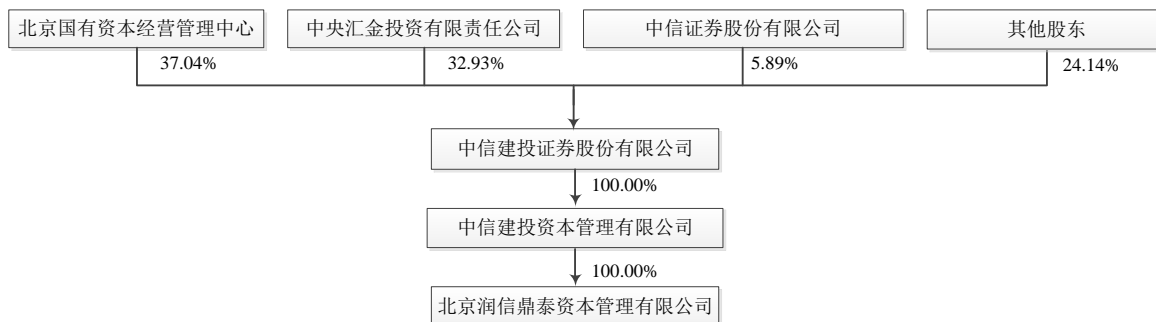 北京国有资本经营管理中心
中央汇金投资有限责任公司
中信证券股份有限公司
其他股东
37.04%
32.93%
5.89%
24.14%
中信建投证券股份有限公司
100.00%
中信建投资本管理有限公司
100.00%
北京润信鼎泰资本管理有限公司